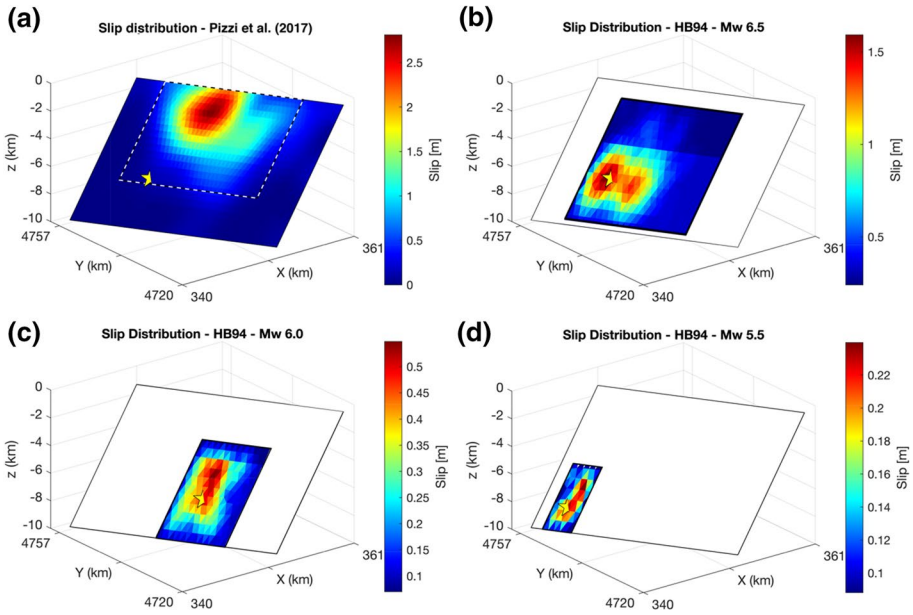 (a)
Slip distribution - Pizzi et al. (2017)
0
-2
-4
-6
-8
-10
z (km)
4757
Y (km)
4720
340
X (km)
361
2.5
2
1.5
1
0.5
0
Slip [m]
(b)
Slip Distribution - HB94 - Mw 6.5
0
-2
-4
-6
-8
-10
z (km)
4757
Y (km)
4720
340
X (km)
361
1.5
1
0.5
Slip [m]
(c)
Slip Distribution - HB94 - Mw 6.0
0
-2
-4
-6
-8
-10
z (km)
4757
Y (km)
4720
340
X (km)
361
0.5
0.45
0.4
0.35
0.3
0.25
0.2
0.15
0.1
Slip [m]
(d)
Slip Distribution - HB94 - Mw 5.5
0
-2
-4
-6
-8
-10
z (km)
4757
Y (km)
4720
340
X (km)
361
0.22
0.2
0.18
0.16
0.14
0.12
0.1
Slip [m]